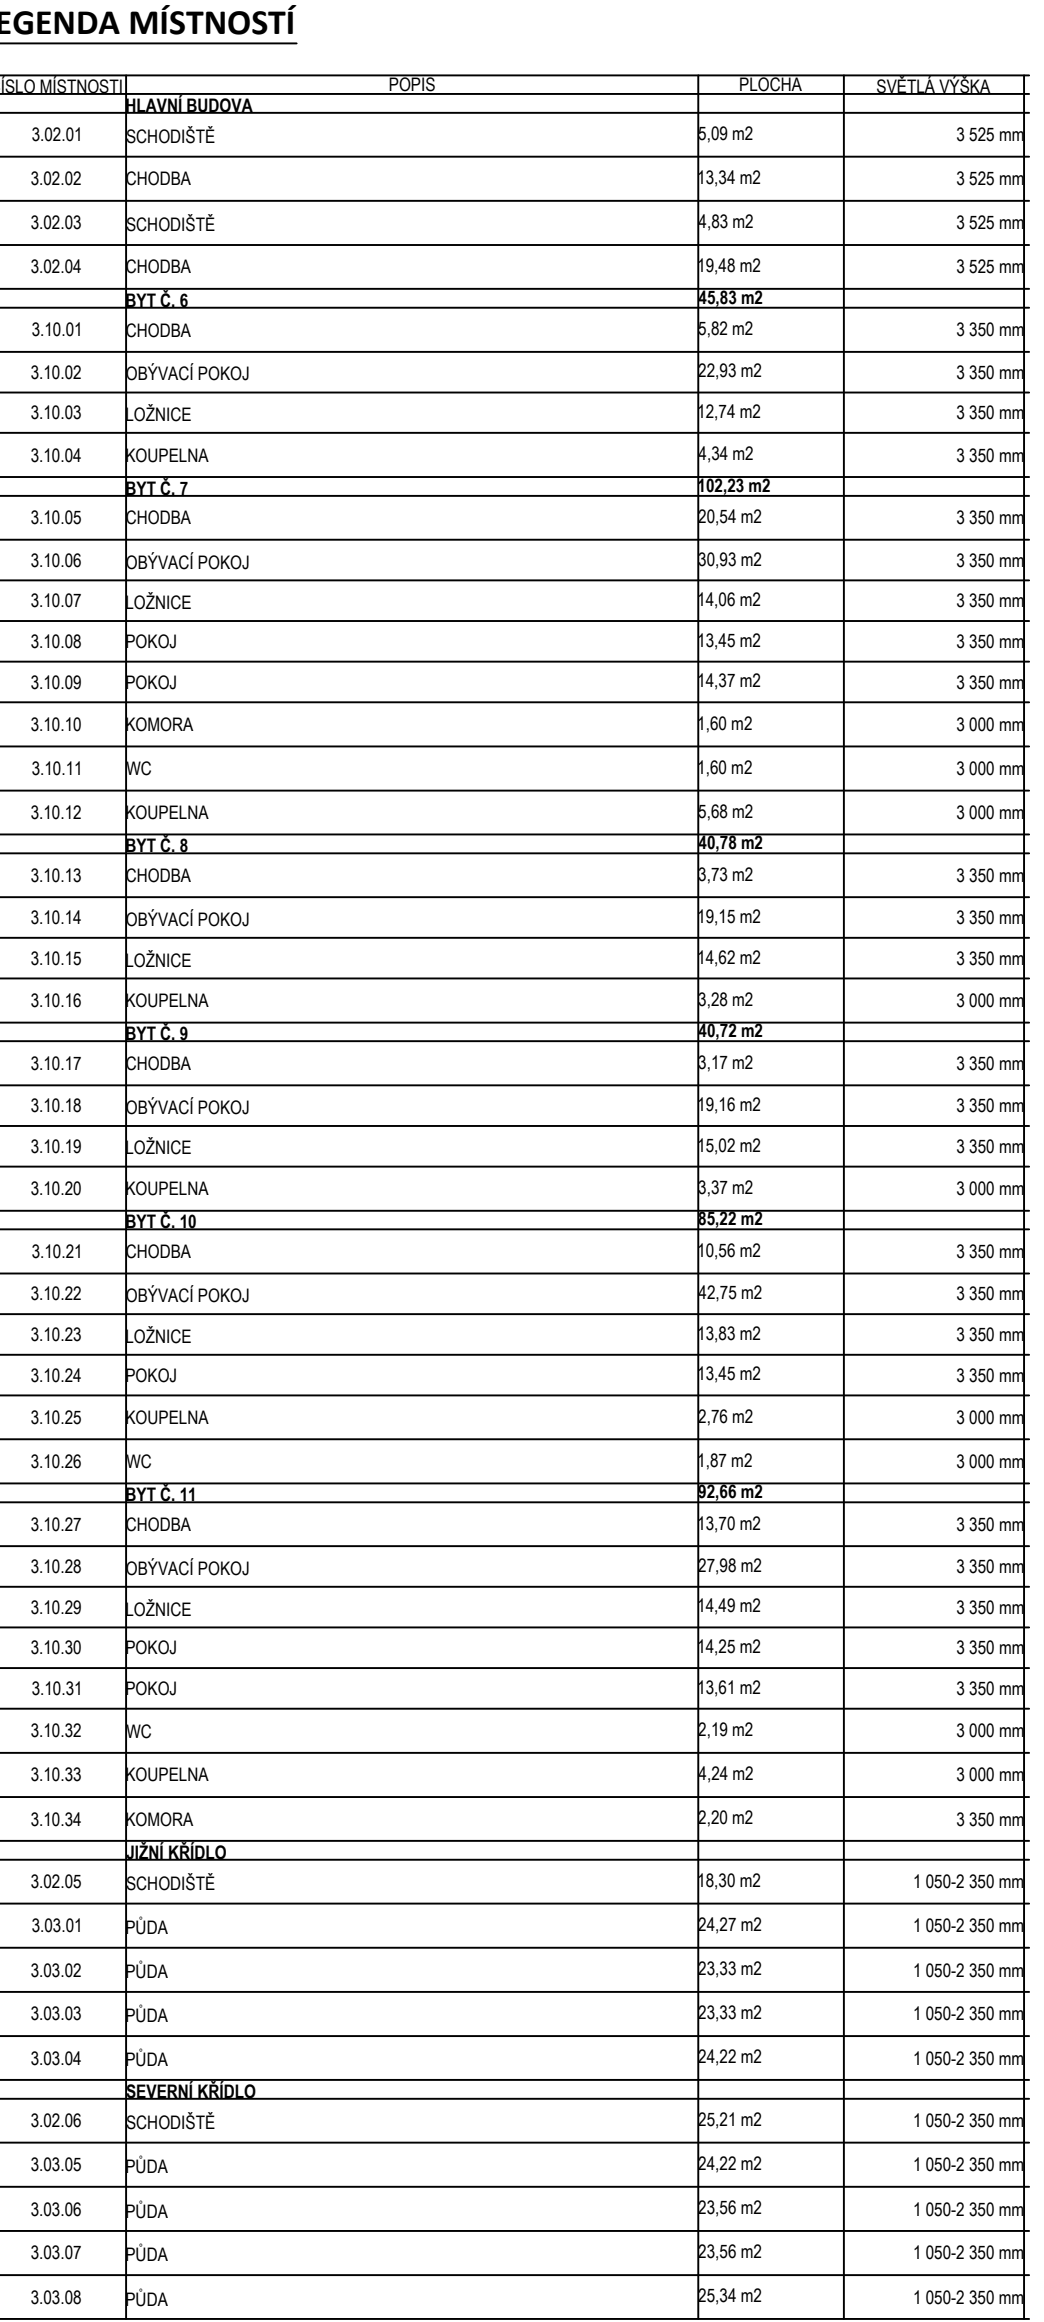 EGENDA MÍSTNOSTÍ
ÍSLO MÍSTNOSTI POPIS PLOCHA SVĚTLÁ VÝŠKA
HLAVNÍ BUDOVA
3.02.01 SCHODIŠTĚ 5,09 m2 3 525 mm
3.02.02 CHODBA 13,34 m2 3 525 mm
3.02.03 SCHODIŠTĚ 4,83 m2 3 525 mm
3.02.04 CHODBA 19,48 m2 3 525 mm
BYT Č. 6 45,83 m2
3.10.01 CHODBA 5,82 m2 3 350 mm
3.10.02 OBÝVACÍ POKOJ 22,93 m2 3 350 mm
3.10.03 LOŽNICE 12,74 m2 3 350 mm
3.10.04 KOUPELNA 4,34 m2 3 350 mm
BYT Č. 7 102,23 m2
3.10.05 CHODBA 20,54 m2 3 350 mm
3.10.06 OBÝVACÍ POKOJ 30,93 m2 3 350 mm
3.10.07 LOŽNICE 14,06 m2 3 350 mm
3.10.08 POKOJ 13,45 m2 3 350 mm
3.10.09 POKOJ 14,37 m2 3 350 mm
3.10.10 KOMORA 1,60 m2 3 000 mm
3.10.11 WC 1,60 m2 3 000 mm
3.10.12 KOUPELNA 5,68 m2 3 000 mm
BYT Č. 8 40,78 m2
3.10.13 CHODBA 3,73 m2 3 350 mm
3.10.14 OBÝVACÍ POKOJ 19,15 m2 3 350 mm
3.10.15 LOŽNICE 14,62 m2 3 350 mm
3.10.16 KOUPELNA 3,28 m2 3 000 mm
BYT Č. 9 40,72 m2
3.10.17 CHODBA 3,17 m2 3 350 mm
3.10.18 OBÝVACÍ POKOJ 19,16 m2 3 350 mm
3.10.19 LOŽNICE 15,02 m2 3 350 mm
3.10.20 KOUPELNA 3,37 m2 3 000 mm
BYT Č. 10 85,22 m2
3.10.21 CHODBA 10,56 m2 3 350 mm
3.10.22 OBÝVACÍ POKOJ 42,75 m2 3 350 mm
3.10.23 LOŽNICE 13,83 m2 3 350 mm
3.10.24 POKOJ 13,45 m2 3 350 mm
3.10.25 KOUPELNA 2,76 m2 3 000 mm
3.10.26 WC 1,87 m2 3 000 mm
BYT Č. 11 92,66 m2
3.10.27 CHODBA 13,70 m2 3 350 mm
3.10.28 OBÝVACÍ POKOJ 27,98 m2 3 350 mm
3.10.29 LOŽNICE 14,49 m2 3 350 mm
3.10.30 POKOJ 14,25 m2 3 350 mm
3.10.31 POKOJ 13,61 m2 3 350 mm
3.10.32 WC 2,19 m2 3 000 mm
3.10.33 KOUPELNA 4,24 m2 3 000 mm
3.10.34 KOMORA 2,20 m2 3 350 mm
JIŽNÍ KŘÍDLO
3.02.05 SCHODIŠTĚ 18,30 m2 1 050-2 350 mm
3.03.01 PŮDA 24,27 m2 1 050-2 350 mm
3.03.02 PŮDA 23,33 m2 1 050-2 350 mm
3.03.03 PŮDA 23,33 m2 1 050-2 350 mm
3.03.04 PŮDA 24,22 m2 1 050-2 350 mm
SEVERNÍ KŘÍDLO
3.02.06 SCHODIŠTĚ 25,21 m2 1 050-2 350 mm
3.03.05 PŮDA 24,22 m2 1 050-2 350 mm
3.03.06 PŮDA 23,56 m2 1 050-2 350 mm
3.03.07 PŮDA 23,56 m2 1 050-2 350 mm
3.03.08 PŮDA 25,34 m2 1 050-2 350 mm